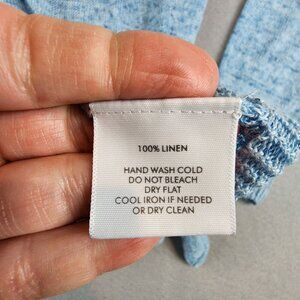 100% LINEN
HAND WASH COLD
DO NOT BLEACH
DRY FLAT
COOL IRON IF NEEDED
OR DRY CLEAN